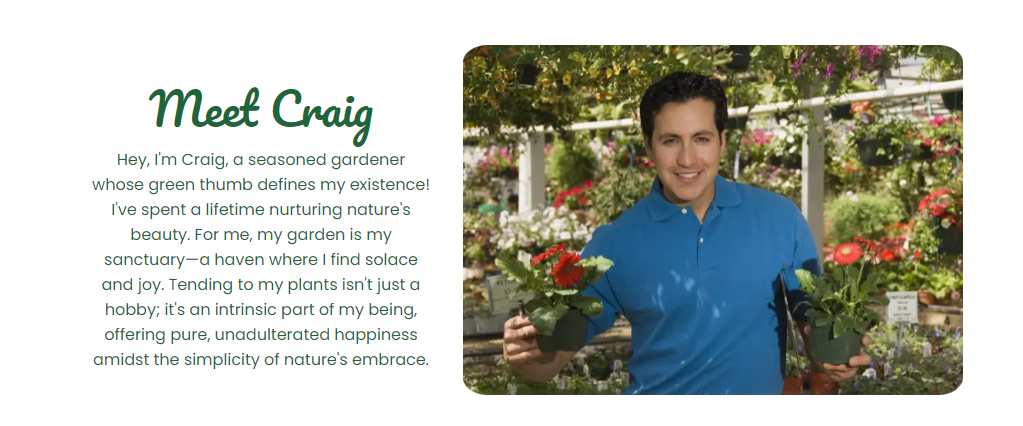 Meet Craig
Hey, I'm Craig, a seasoned gardener
whose green thumb defines my existence!
I've spent a lifetime nurturing nature's
beauty. For me, my garden is my
sanctuary—a haven where I find solace
and joy. Tending to my plants isn't just a
hobby; it's an intrinsic part of my being,
offering pure, unadulterated happiness
amidst the simplicity of nature's embrace.